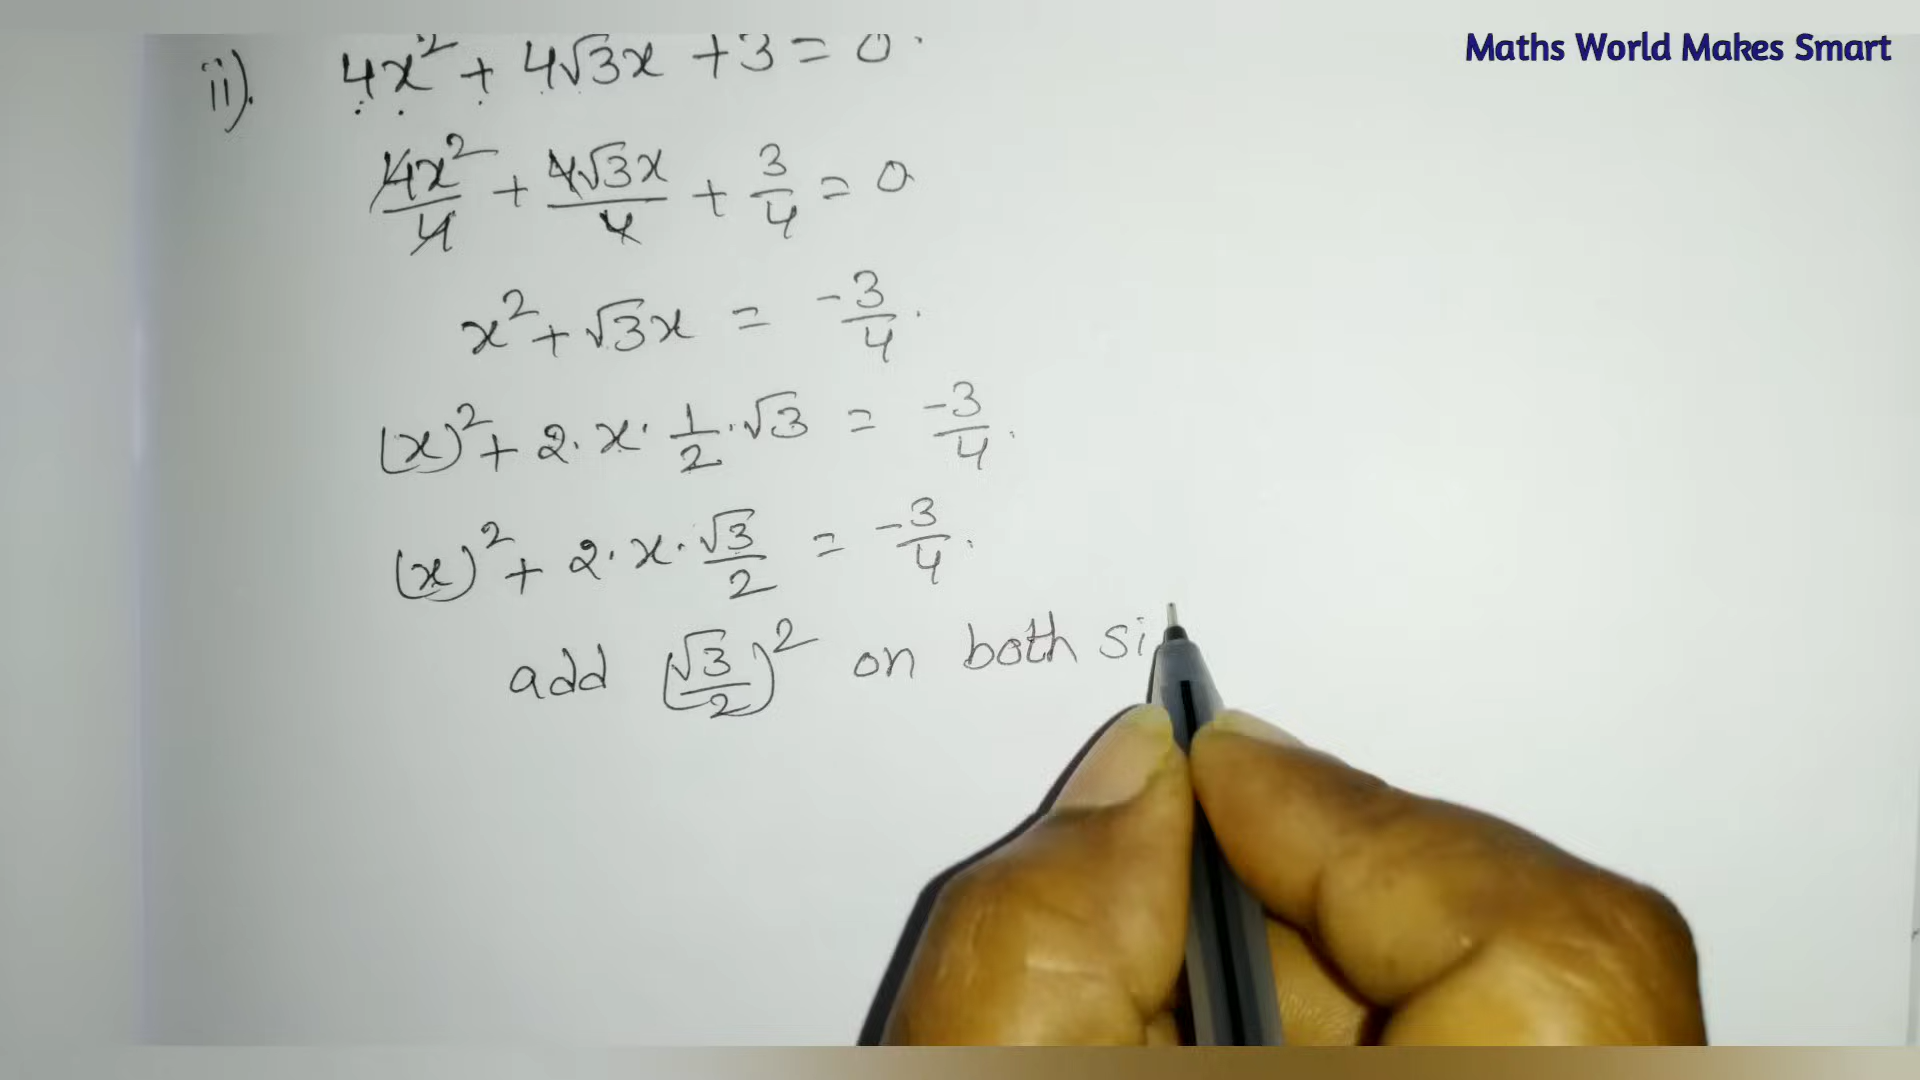 Maths World Makes Smart
ii). 4x² + 4√3x + 3 = 0.
4x²/4 + 4√3x/4 + 3/4 = 0
x² + √3x = -3/4.
(x)² + 2·x·1/2·√3 = -3/4.
(x)² + 2·x·√3/2 = -3/4.
add (√3/2)² on both si